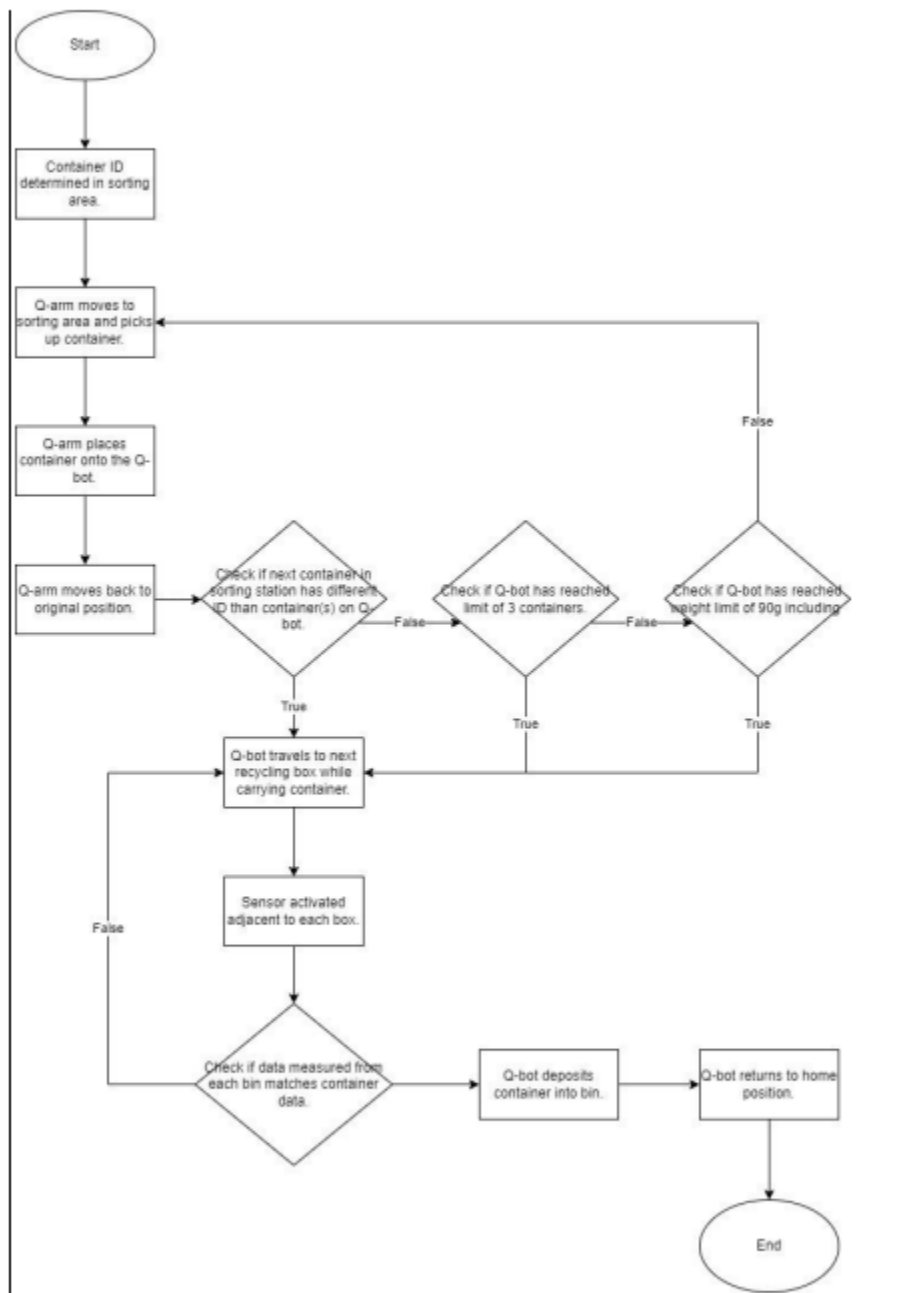 Start
Container ID
determined in sorting
area.
Q-arm moves to
sorting area and picks
up container.
False
Q-arm places
container onto the Q-
bot.
Q-arm moves back to
original position.
Check if next container in
sorting station has different
ID than container(s) on Q-
bot.
False
Check if Q-bot has reached
limit of 3 containers.
False
Check if Q-bot has reached
weight limit of 90g including
True
True
True
Q-bot travels to next
recycling box while
carrying container.
Sensor activated
adjacent to each box.
False
Check if data measured from
each bin matches container
data.
Q-bot deposits
container into bin.
Q-bot returns to home
position.
End